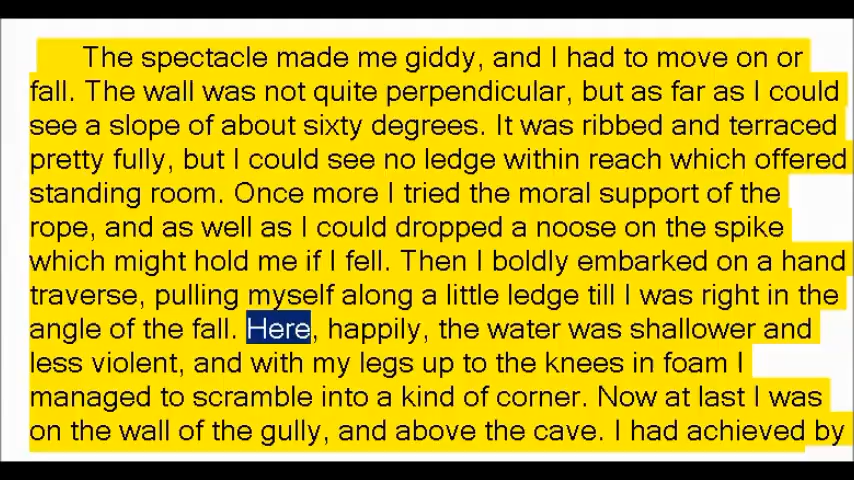 The spectacle made me giddy, and I had to move on or
fall. The wall was not quite perpendicular, but as far as I could
see a slope of about sixty degrees. It was ribbed and terraced
pretty fully, but I could see no ledge within reach which offered
standing room. Once more I tried the moral support of the
rope, and as well as I could dropped a noose on the spike
which might hold me if I fell. Then I boldly embarked on a hand
traverse, pulling myself along a little ledge till I was right in the
angle of the fall. Here, happily, the water was shallower and
less violent, and with my legs up to the knees in foam I
managed to scramble into a kind of corner. Now at last I was
on the wall of the gully, and above the cave. I had achieved by